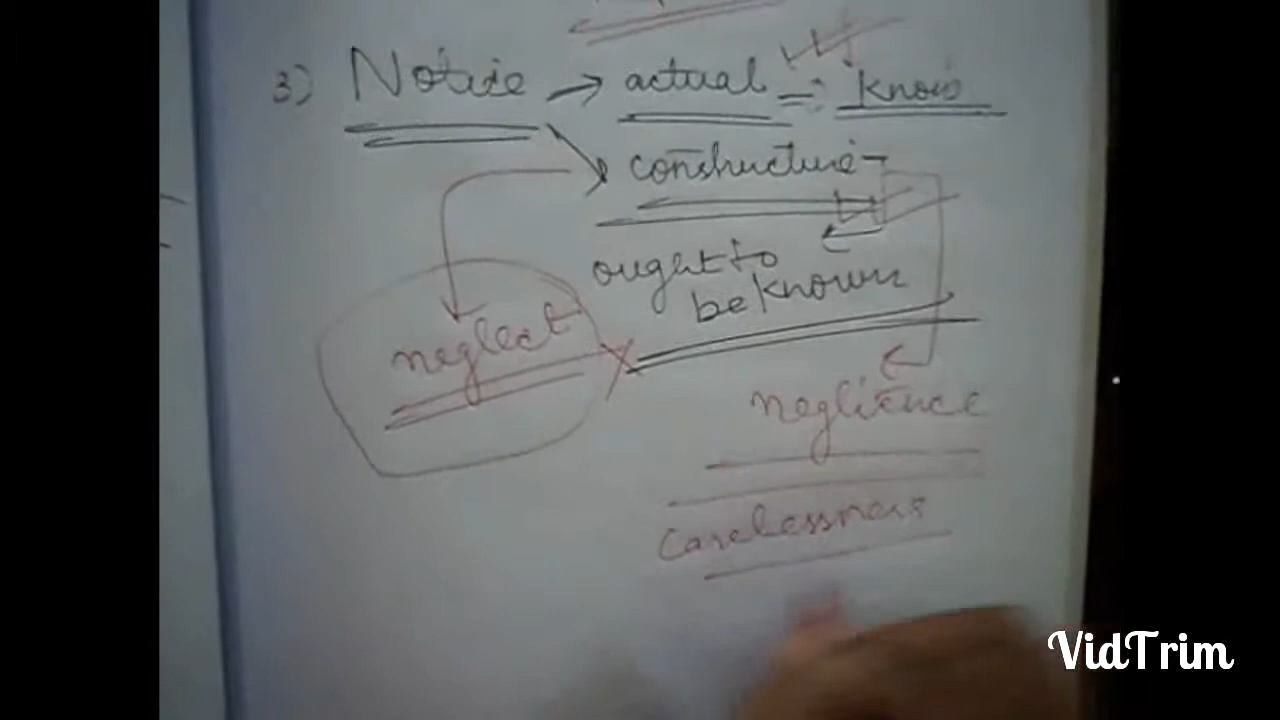 3) Notice → actual = know
constructive -
ought to
be known
neglect
negligence
carelessness
VidTrim